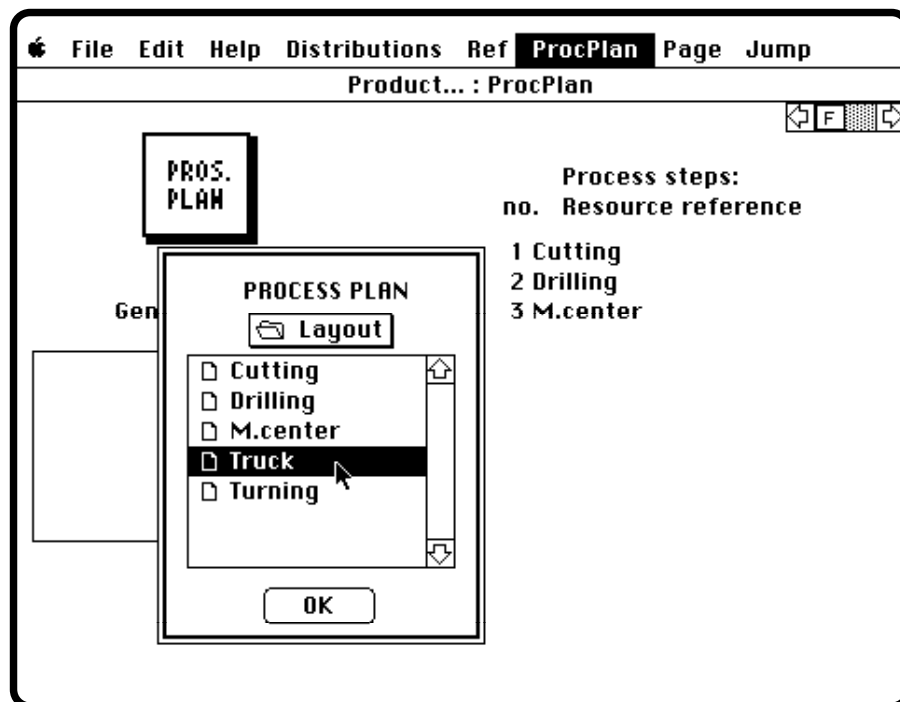 File Edit Help Distributions Ref ProcPlan Page Jump
Product... : ProcPlan
F
PROS.
PLAN
Process steps:
no. Resource reference
1 Cutting
2 Drilling
3 M.center
Gen
PROCESS PLAN
Layout
Cutting
Drilling
M.center
Truck
Turning
OK